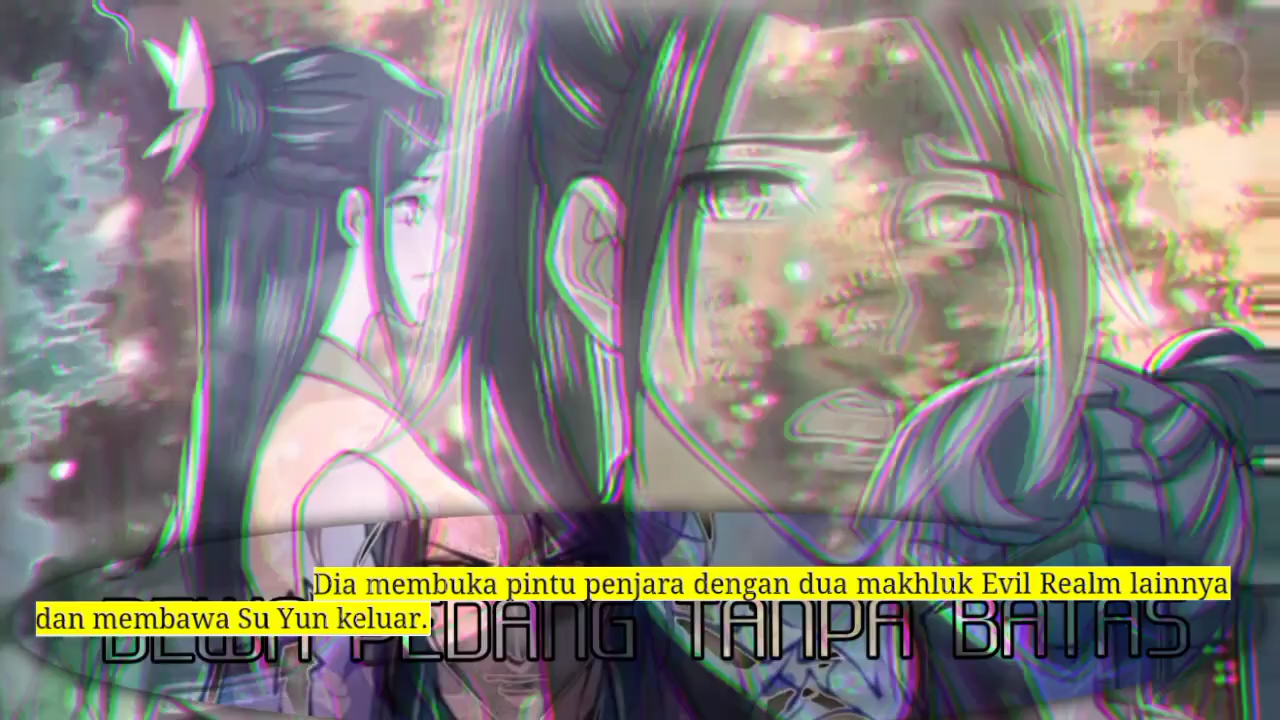 48
Dia membuka pintu penjara dengan dua makhluk Evil Realm lainnya
dan membawa Su Yun keluar.
DEWA PEDANG TANPA BATAS